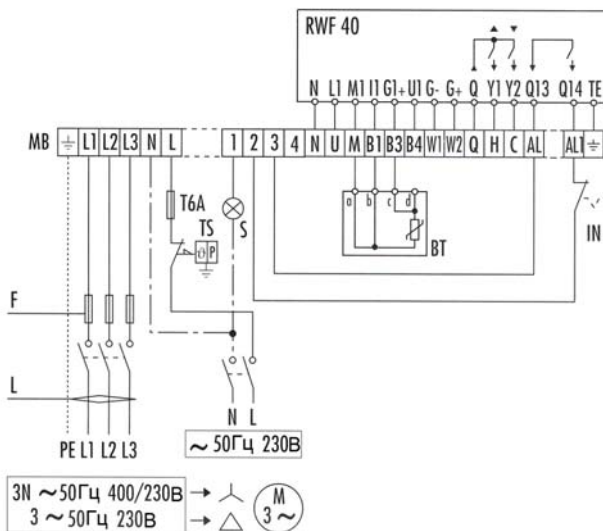 RWF 40
N L1 M1 I1 G1+ U1 G- G+ Q Y1 Y2 Q13 Q14 TE
MB L1 L2 L3 N L 1 2 3 4 N U M B1 B3 B4 W1 W2 Q H C AL AL1
T6A
TS
ϑ P
S
a b c d
BT
IN
F
L
N L
PE L1 L2 L3
~ 50Гц 230В
3N ~50Гц 400/230В
3 ~50Гц 230В
M
3 ~